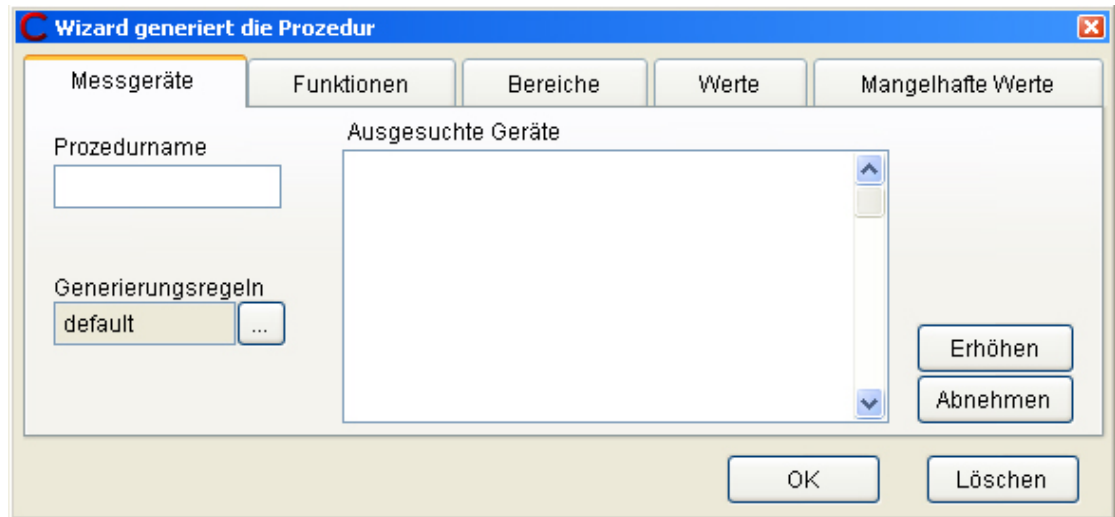 Wizard generiert die Prozedur
Messgeräte Funktionen Bereiche Werte Mangelhafte Werte
Prozedurname
Ausgesuchte Geräte
Generierungsregeln
default ...
Erhöhen
Abnehmen
OK Löschen